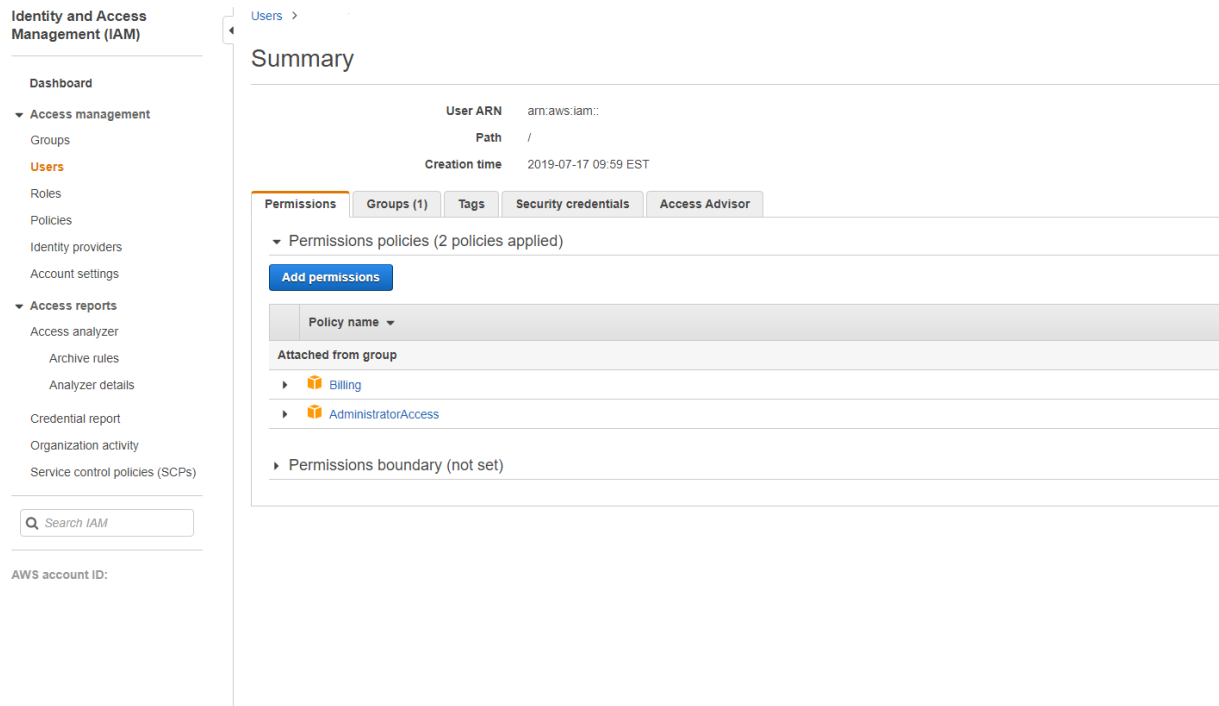 Identity and Access
Management (IAM)
Dashboard
Access management
Groups
Users
Roles
Policies
Identity providers
Account settings
Access reports
Access analyzer
Archive rules
Analyzer details
Credential report
Organization activity
Service control policies (SCPs)
Search IAM
AWS account ID:
Users >
Summary
User ARN arn:aws:iam::
Path /
Creation time 2019-07-17 09:59 EST
Permissions Groups (1) Tags Security credentials Access Advisor
Permissions policies (2 policies applied)
Add permissions
Policy name
Attached from group
Billing
AdministratorAccess
Permissions boundary (not set)